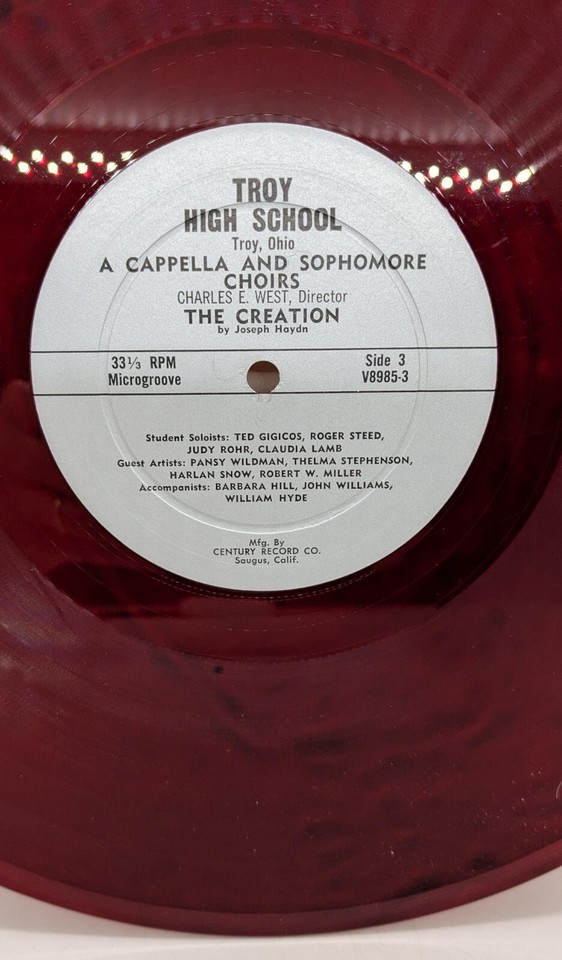 TROY
HIGH SCHOOL
Troy, Ohio
A CAPPELLA AND SOPHOMORE
CHOIRS
CHARLES E. WEST, Director
THE CREATION
by Joseph Haydn
33⅓ RPM
Microgroove
Side 3
V8985-3
Student Soloists: TED GIGICOS, ROGER STEED,
JUDY ROHR, CLAUDIA LAMB
Guest Artists: PANSY WILDMAN, THELMA STEPHENSON,
HARLAN SNOW, ROBERT W. MILLER
Accompanists: BARBARA HILL, JOHN WILLIAMS,
WILLIAM HYDE
Mfg. By
CENTURY RECORD CO.
Saugus, Calif.